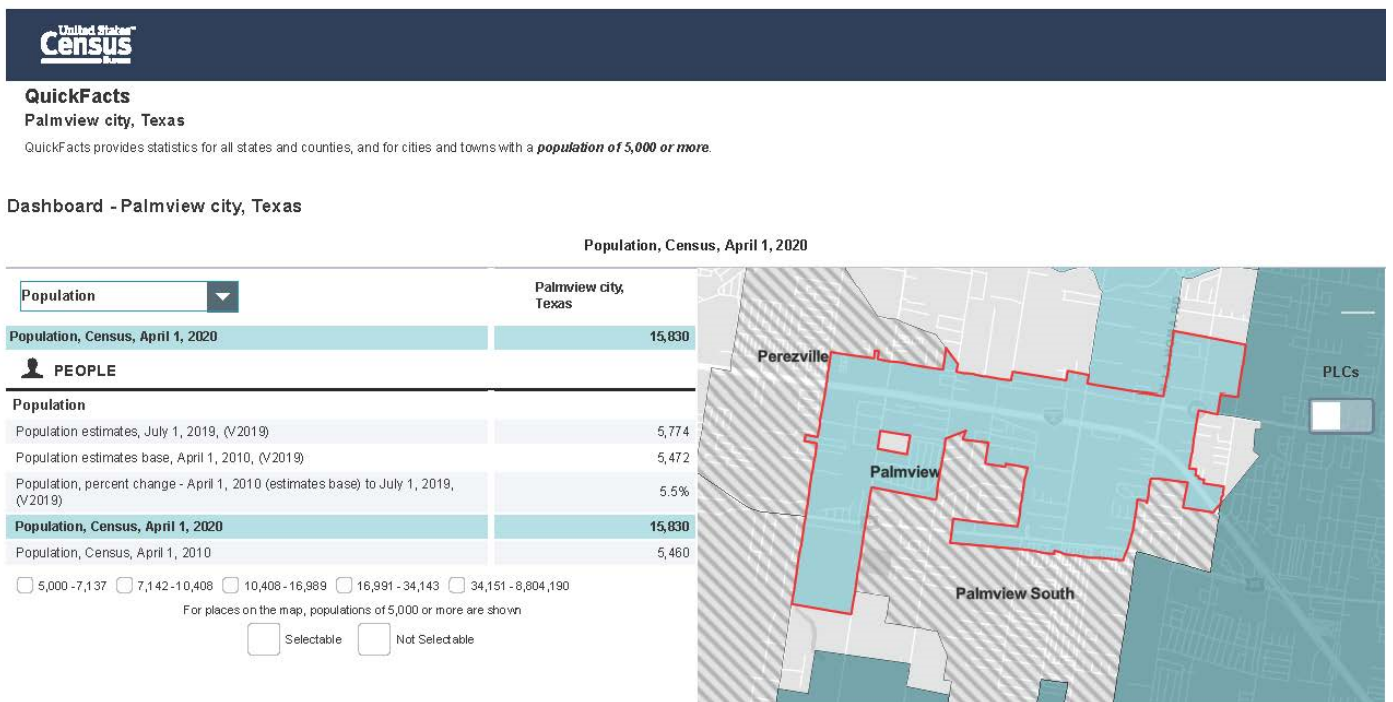 United States™
Census
Bureau
QuickFacts
Palmview city, Texas
QuickFacts provides statistics for all states and counties, and for cities and towns with a population of 5,000 or more.
Dashboard - Palmview city, Texas
Population, Census, April 1, 2020
Population
Palmview city,
Texas
Population, Census, April 1, 2020 15,830
PEOPLE
Population
Population estimates, July 1, 2019, (V2019) 5,774
Population estimates base, April 1, 2010, (V2019) 5,472
Population, percent change - April 1, 2010 (estimates base) to July 1, 2019,
(V2019) 5.5%
Population, Census, April 1, 2020 15,830
Population, Census, April 1, 2010 5,460
5,000 - 7,137 7,142 - 10,408 10,408 - 16,989 16,991 - 34,143 34,151 - 8,804,190
For places on the map, populations of 5,000 or more are shown
Selectable Not Selectable
Perezville
PLCs
Palmview
Palmview South